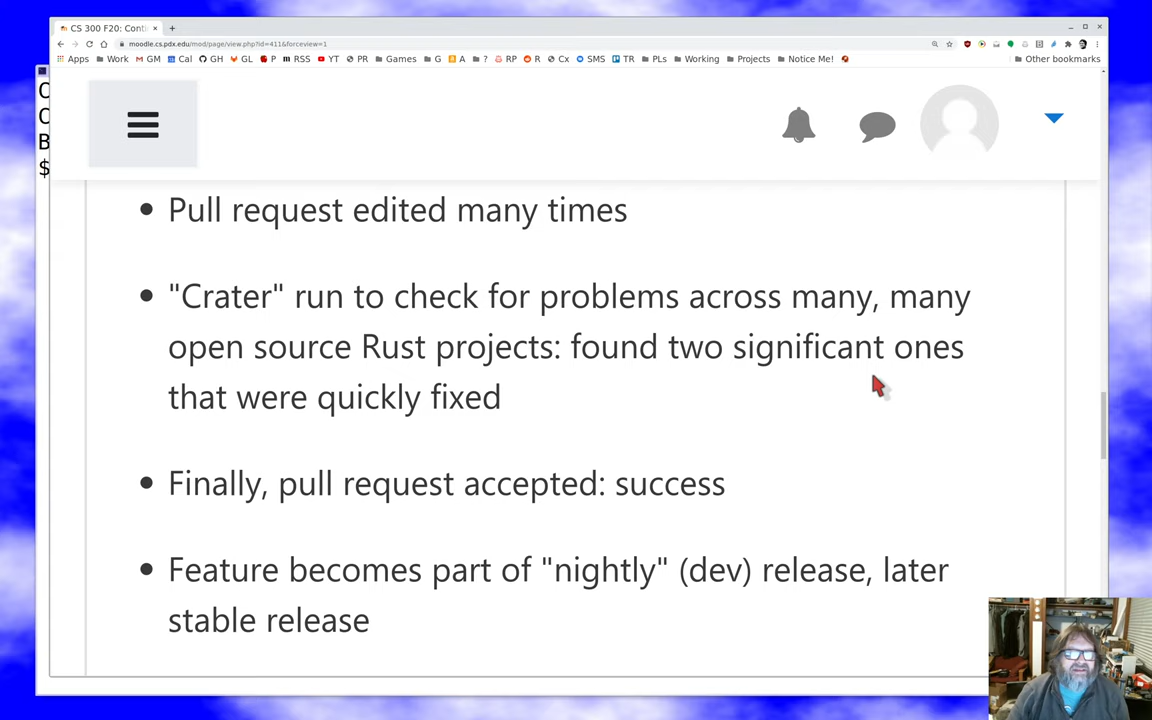 CS 300 F20: Conti
moodle.cs.pdx.edu/mod/page/view.php?id=411&forceview=1
Apps Work GM Cal GH GL P RSS YT PR Games G A ? RP R Cx SMS TR PLs Working Projects Notice Me! Other bookmarks
C
C
B
$
• Pull request edited many times
• "Crater" run to check for problems across many, many
open source Rust projects: found two significant ones
that were quickly fixed
• Finally, pull request accepted: success
• Feature becomes part of "nightly" (dev) release, later
stable release